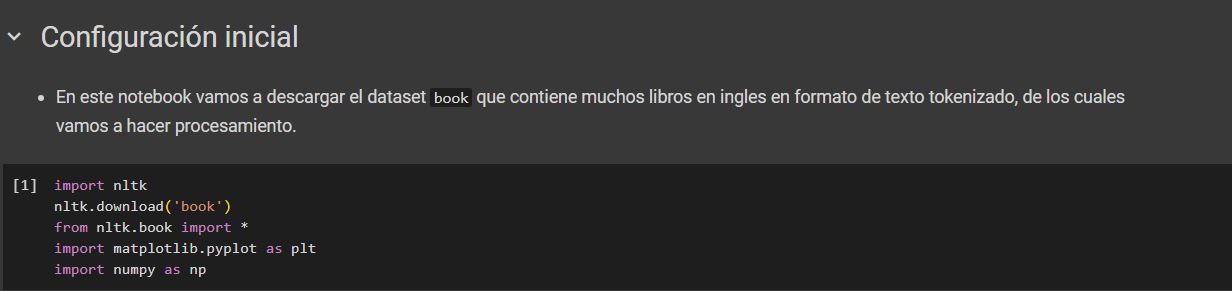 Configuración inicial
En este notebook vamos a descargar el dataset book que contiene muchos libros en ingles en formato de texto tokenizado, de los cuales
vamos a hacer procesamiento.
[1] import nltk
nltk.download('book')
from nltk.book import *
import matplotlib.pyplot as plt
import numpy as np